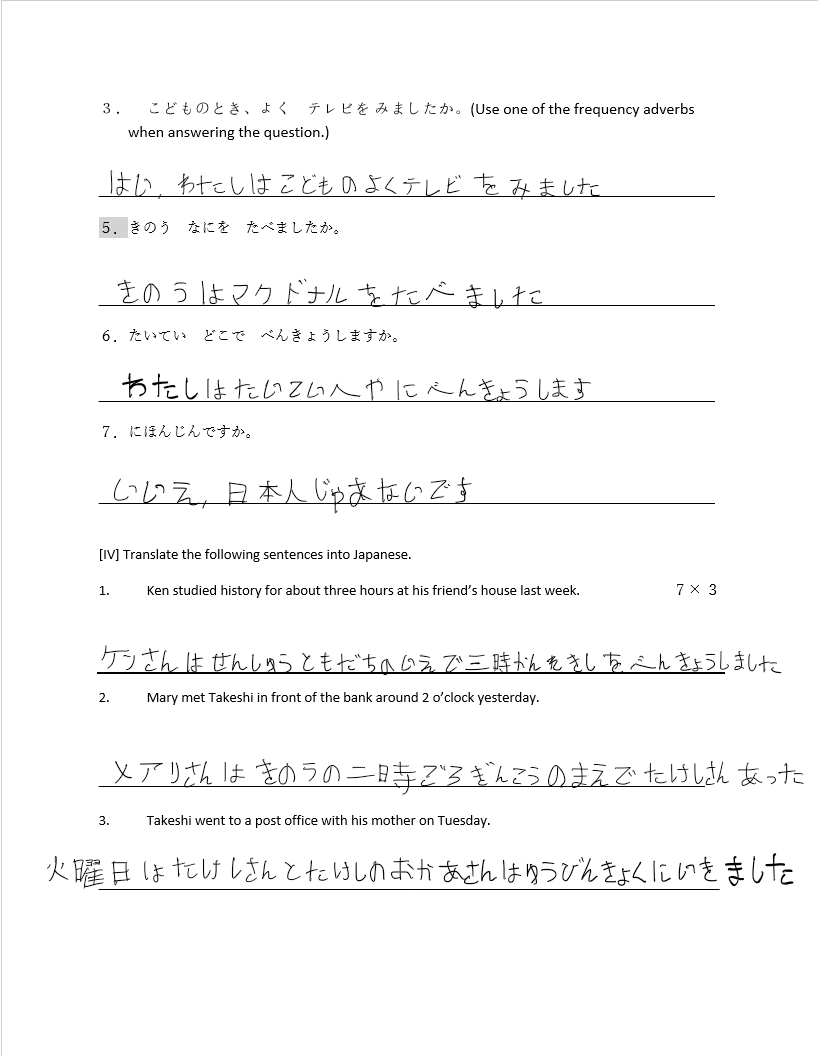 ３．　こどものとき、よく　テレビを みましたか。(Use one of the frequency adverbs
when answering the question.)
はい, わたしはこどものよくテレビをみました
５．きのう　なにを　たべましたか。
きのうはマクドナルをたべました
６．たいてい　どこで　べんきょうしますか。
わたしはたいていへやにべんきょうします
７．にほんじんですか。
いいえ, 日本人じゅあないです
[IV] Translate the following sentences into Japanese.
1. Ken studied history for about three hours at his friend’s house last week. ７× ３
ケンさんはせんしゅうともだちのいえで三時かんれきしをべんきょうしました
2. Mary met Takeshi in front of the bank around 2 o’clock yesterday.
メアリさんはきのうの二時ごろぎんこうのまえでたけしさんあった
3. Takeshi went to a post office with his mother on Tuesday.
火曜日はたけしさんとたけしのおかあさんはゆうびんきょくにいきました